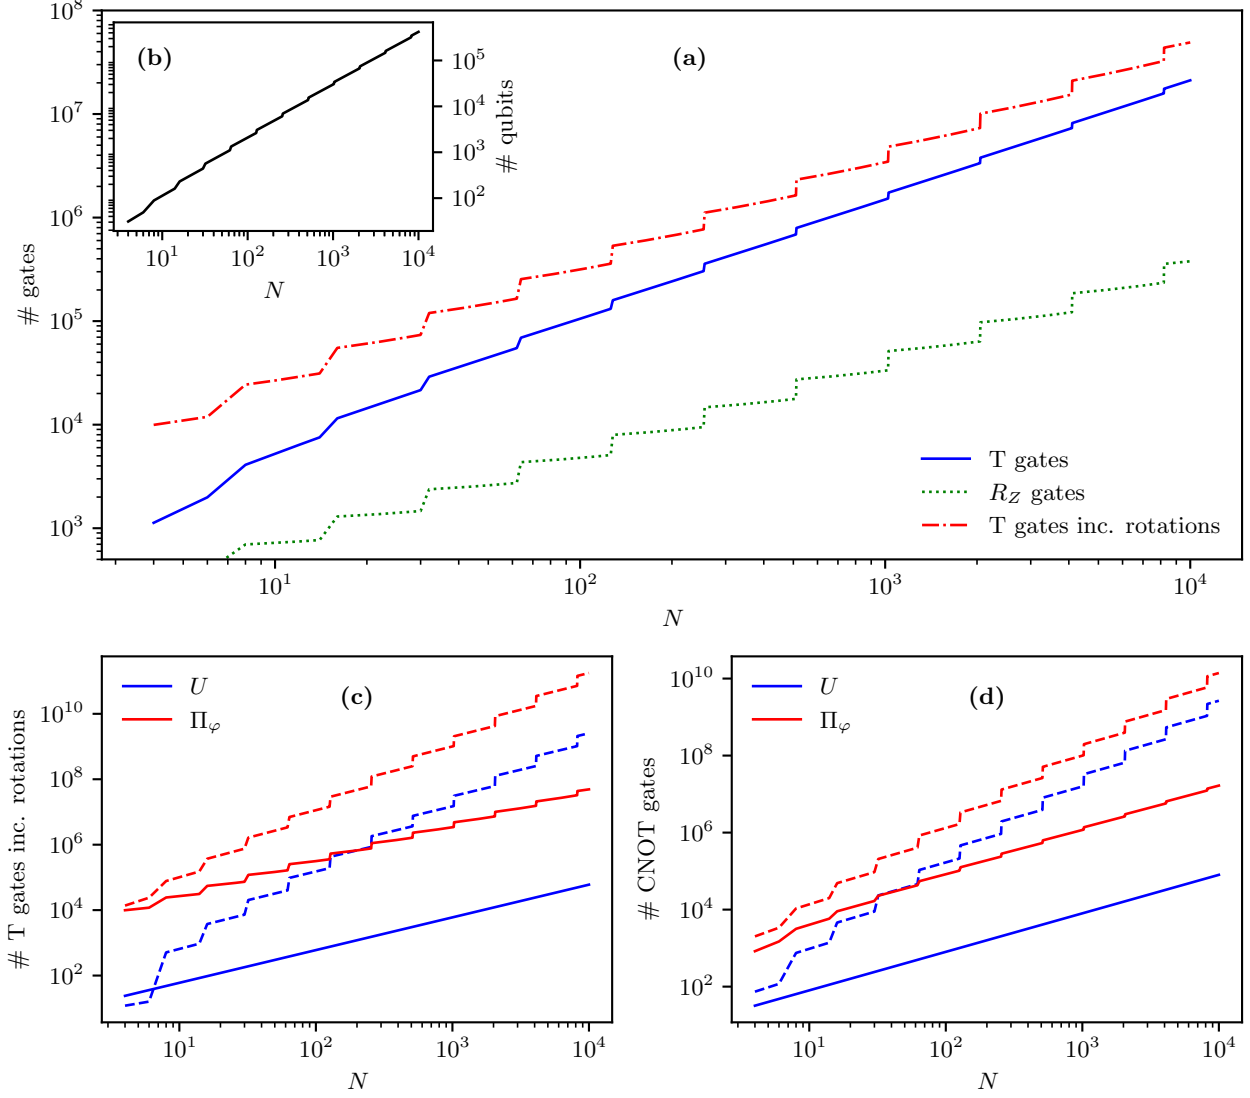 10^8
10^7
10^6
10^5
10^4
10^3
# gates
(a)
(b)
10^5
10^4
10^3
10^2
# qubits
10^1 10^2 10^3 10^4
N
T gates
R_Z gates
T gates inc. rotations
10^1 10^2 10^3 10^4
N
# T gates inc. rotations
10^10
10^8
10^6
10^4
10^2
U
Π_φ
(c)
10^1 10^2 10^3 10^4
N
# CNOT gates
10^10
10^8
10^6
10^4
10^2
U
Π_φ
(d)
10^1 10^2 10^3 10^4
N